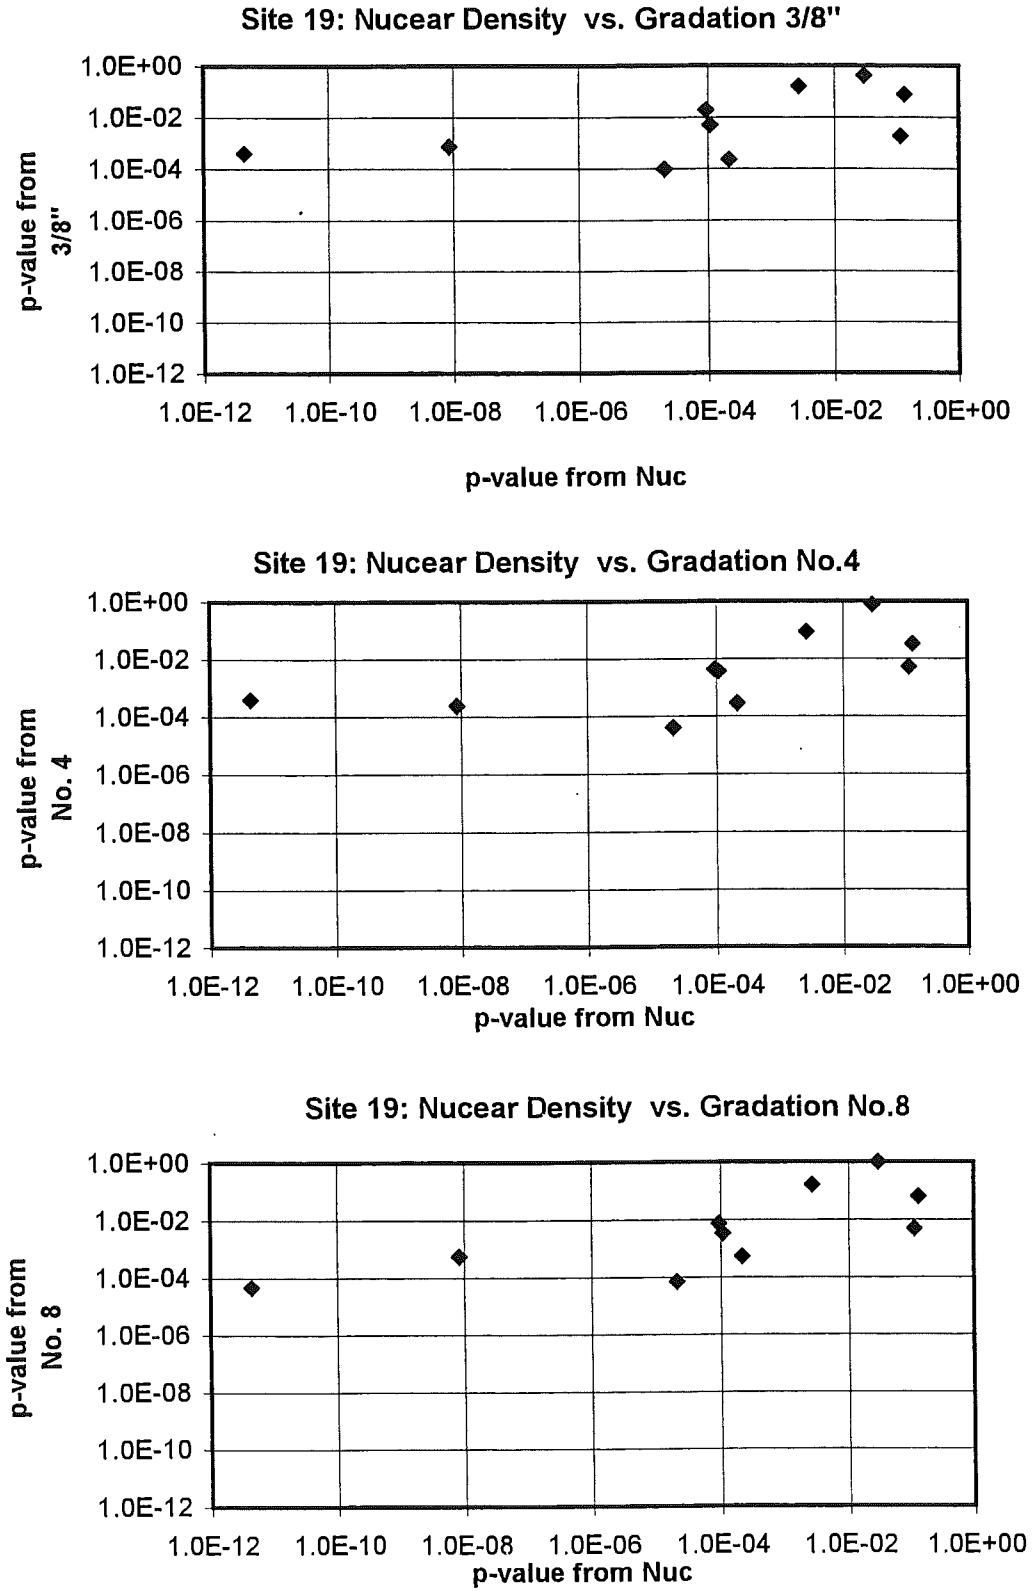 Site 19: Nucear Density vs. Gradation 3/8"
1.0E+00
1.0E-02
1.0E-04
1.0E-06
1.0E-08
1.0E-10
1.0E-12
p-value from
3/8"
1.0E-12 1.0E-10 1.0E-08 1.0E-06 1.0E-04 1.0E-02 1.0E+00
p-value from Nuc
Site 19: Nucear Density vs. Gradation No.4
1.0E+00
1.0E-02
1.0E-04
1.0E-06
1.0E-08
1.0E-10
1.0E-12
p-value from
No. 4
1.0E-12 1.0E-10 1.0E-08 1.0E-06 1.0E-04 1.0E-02 1.0E+00
p-value from Nuc
Site 19: Nucear Density vs. Gradation No.8
1.0E+00
1.0E-02
1.0E-04
1.0E-06
1.0E-08
1.0E-10
1.0E-12
p-value from
No. 8
1.0E-12 1.0E-10 1.0E-08 1.0E-06 1.0E-04 1.0E-02 1.0E+00
p-value from Nuc